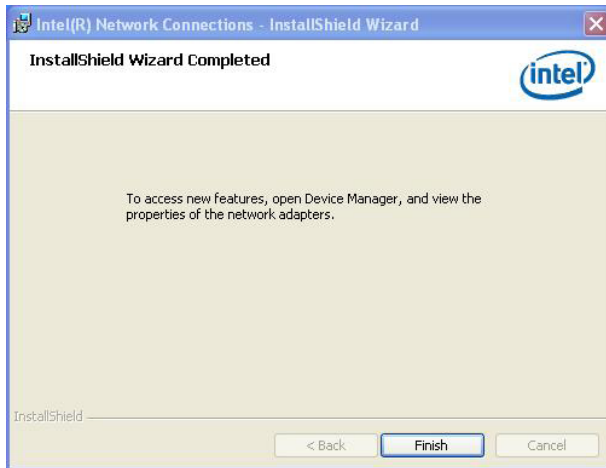 Intel(R) Network Connections - InstallShield Wizard
InstallShield Wizard Completed
intel
To access new features, open Device Manager, and view the
properties of the network adapters.
InstallShield
< Back
Finish
Cancel